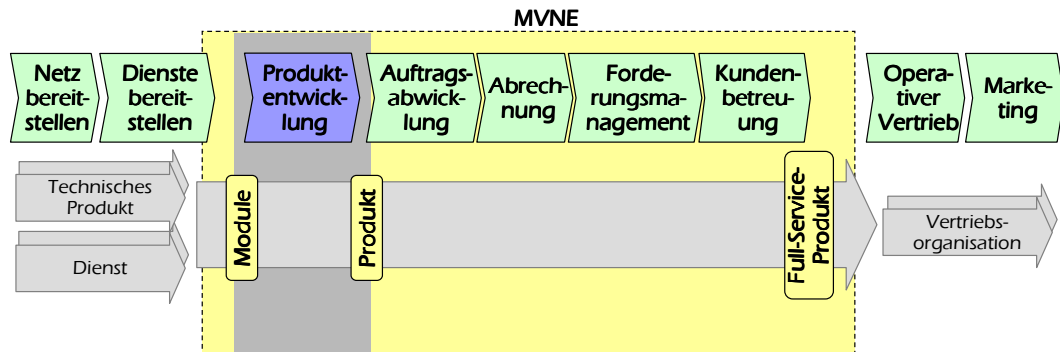 MVNE
Netz
bereit-
stellen
Dienste
bereit-
stellen
Produkt-
entwick-
lung
Auftrags-
abwick-
lung
Abrech-
nung
Forde-
rungsma-
nagement
Kunden-
betreu-
ung
Opera-
tiver
Vertrieb
Marke-
ting
Technisches
Produkt
Dienst
Module
Produkt
Full-Service-
Produkt
Vertriebs-
organisation